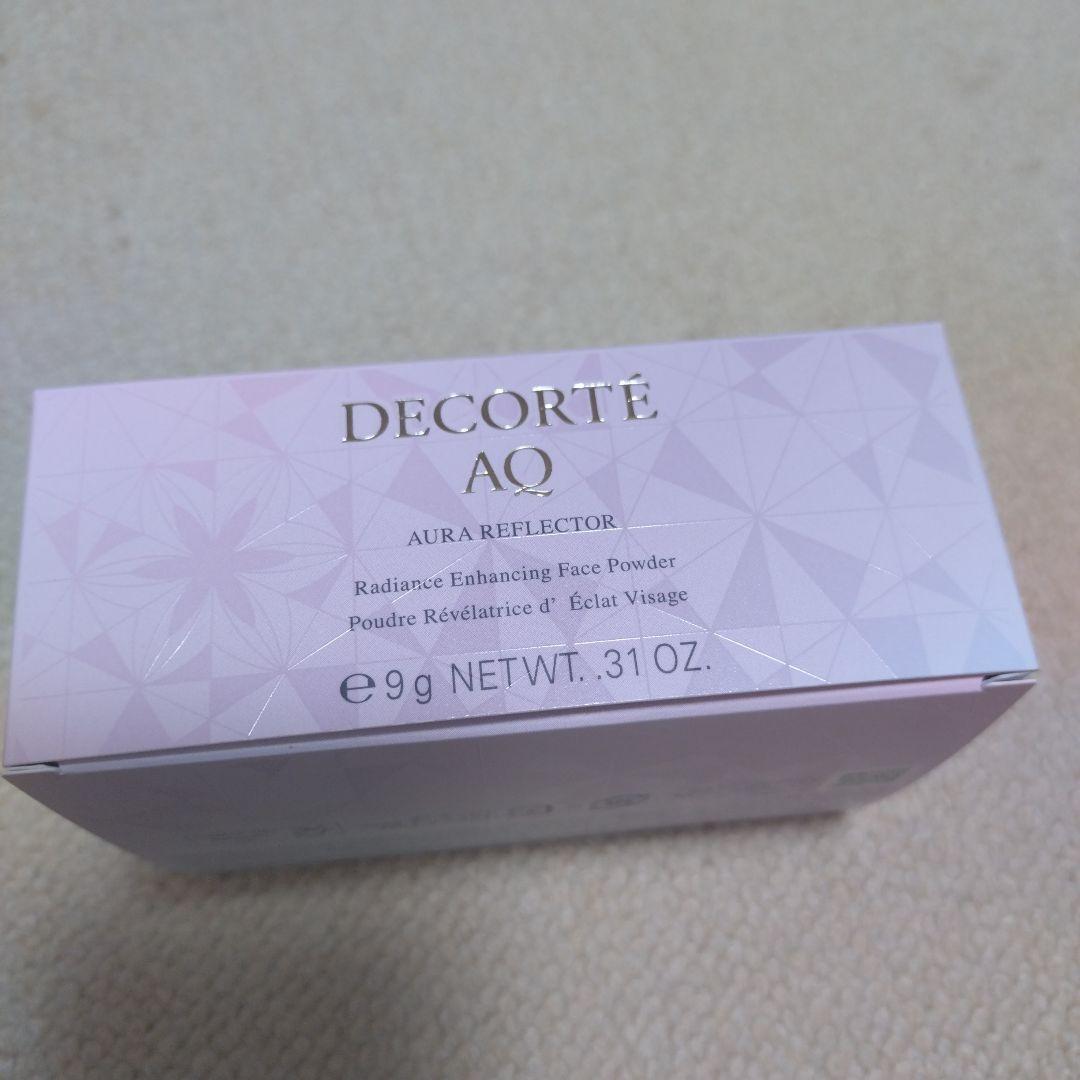 DECORTÉ
AQ
AURA REFLECTOR
Radiance Enhancing Face Powder
Poudre Révélatrice d’ Éclat Visage
℮ 9 g NET WT. .31 OZ.